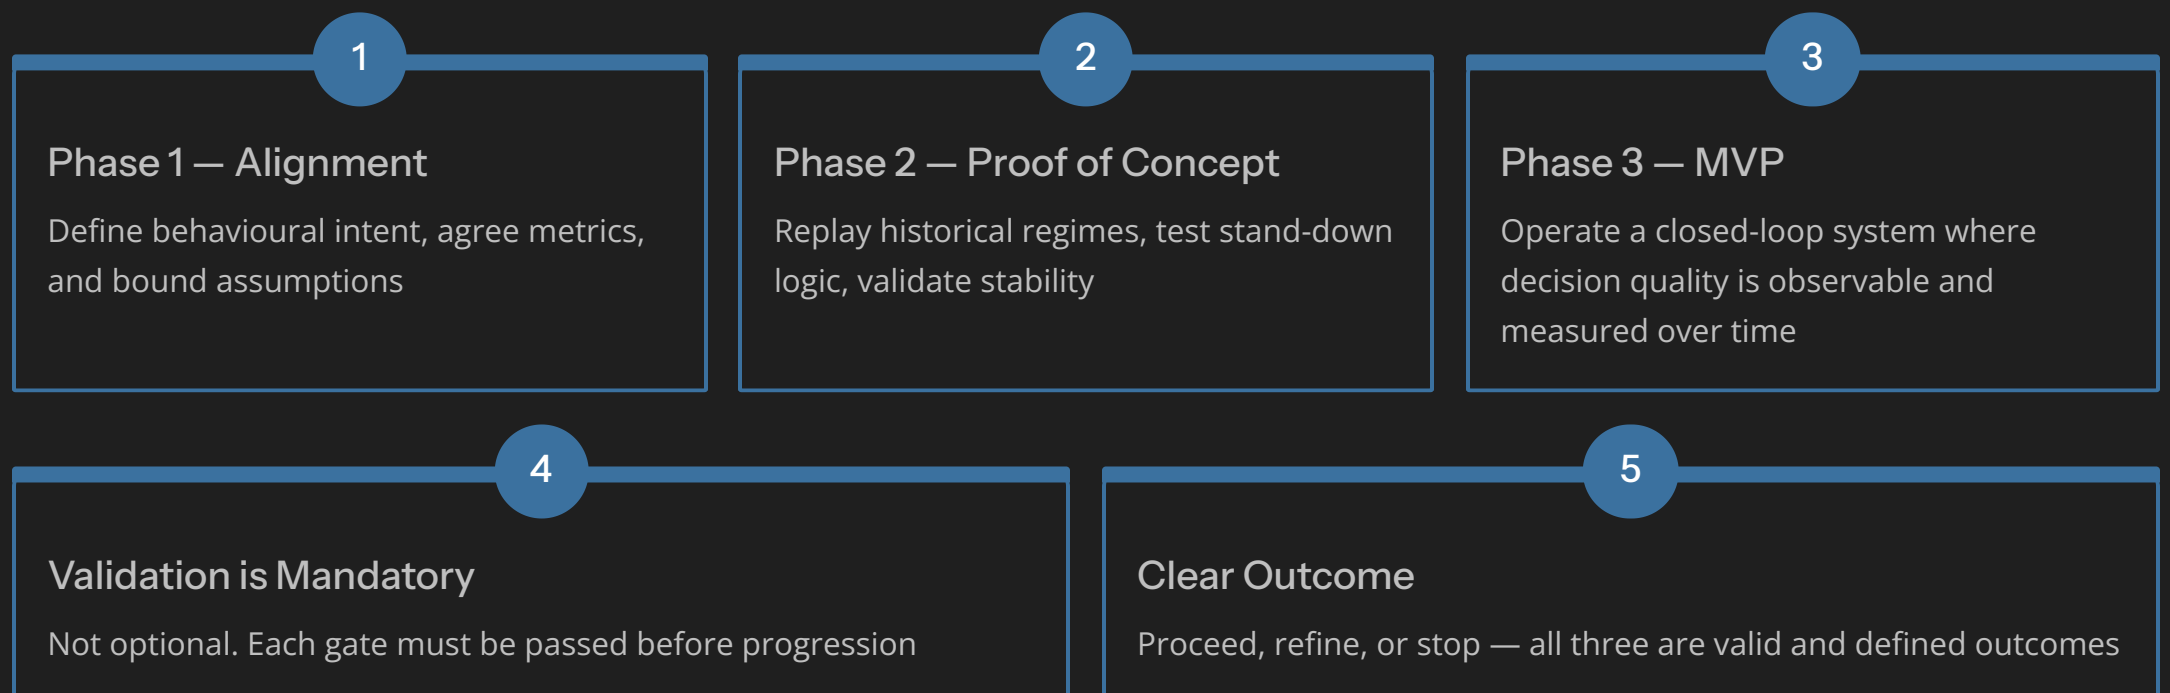 1
Phase 1 — Alignment
Define behavioural intent, agree metrics,
and bound assumptions
2
Phase 2 — Proof of Concept
Replay historical regimes, test stand-down
logic, validate stability
3
Phase 3 — MVP
Operate a closed-loop system where
decision quality is observable and
measured over time
4
Validation is Mandatory
Not optional. Each gate must be passed before progression
5
Clear Outcome
Proceed, refine, or stop — all three are valid and defined outcomes